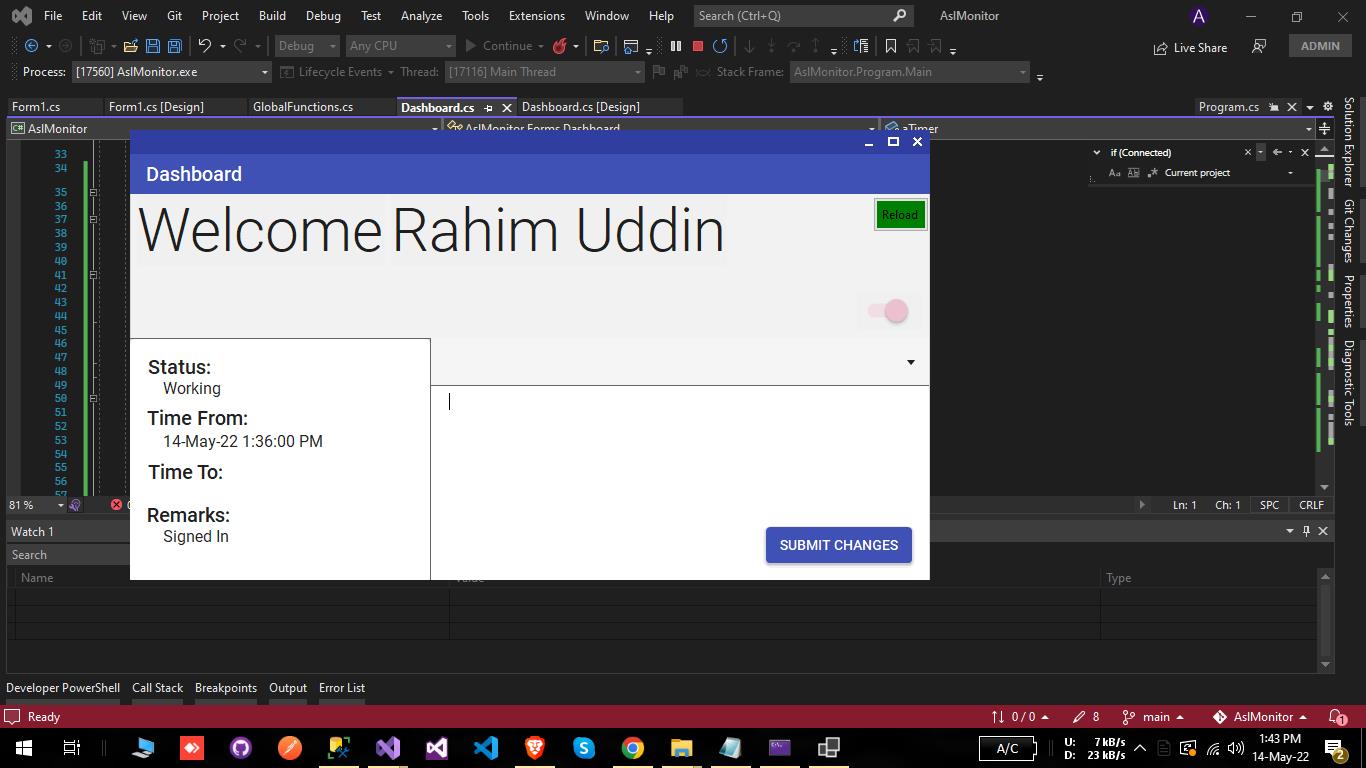 File Edit View Git Project Build Debug Test Analyze Tools Extensions Window Help Search (Ctrl+Q) AslMonitor A
Debug Any CPU Continue Live Share ADMIN
Process: [17560] AslMonitor.exe Lifecycle Events Thread: [17116] Main Thread Stack Frame: AslMonitor.Program.Main
Form1.cs Form1.cs [Design] GlobalFunctions.cs Dashboard.cs Dashboard.cs [Design] Program.cs
C# AslMonitor AslMonitor.Forms.Dashboard aTimer
if (Connected)
Aa Current project
33
34
35
36
37
38
39
40
41
42
43
44
45
46
47
48
49
50
51
52
53
54
55
56
57
Dashboard
Welcome Rahim Uddin
Reload
Status:
Working
Time From:
14-May-22 1:36:00 PM
Time To:
Remarks:
Signed In
SUBMIT CHANGES
Solution Explorer
Git Changes
Properties
Diagnostic Tools
81 % Ln: 1 Ch: 1 SPC CRLF
Watch 1
Search
Name Value Type
Developer PowerShell Call Stack Breakpoints Output Error List
Ready 0 / 0 8 main AslMonitor 1
A/C U: 7 kB/s
D: 23 kB/s
1:43 PM
14-May-22
2